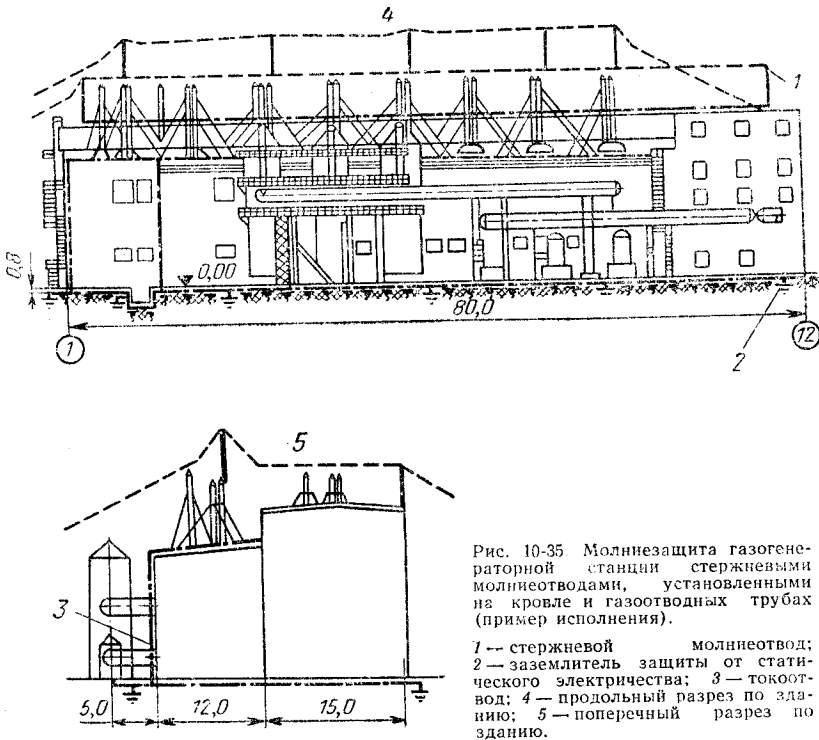 4
1
0,8
0,00
80,0
1
12
2
5
3
5,0
12,0
15,0
Рис. 10-35. Молниезащита газогене-
раторной станции стержневыми
молниеотводами, установленными
на кровле и газоотводных трубах
(пример исполнения).
1 — стержневой молниеотвод;
2 — заземлитель защиты от стати-
ческого электричества; 3 — токоот-
вод; 4 — продольный разрез по зда-
нию; 5 — поперечный разрез по
зданию.